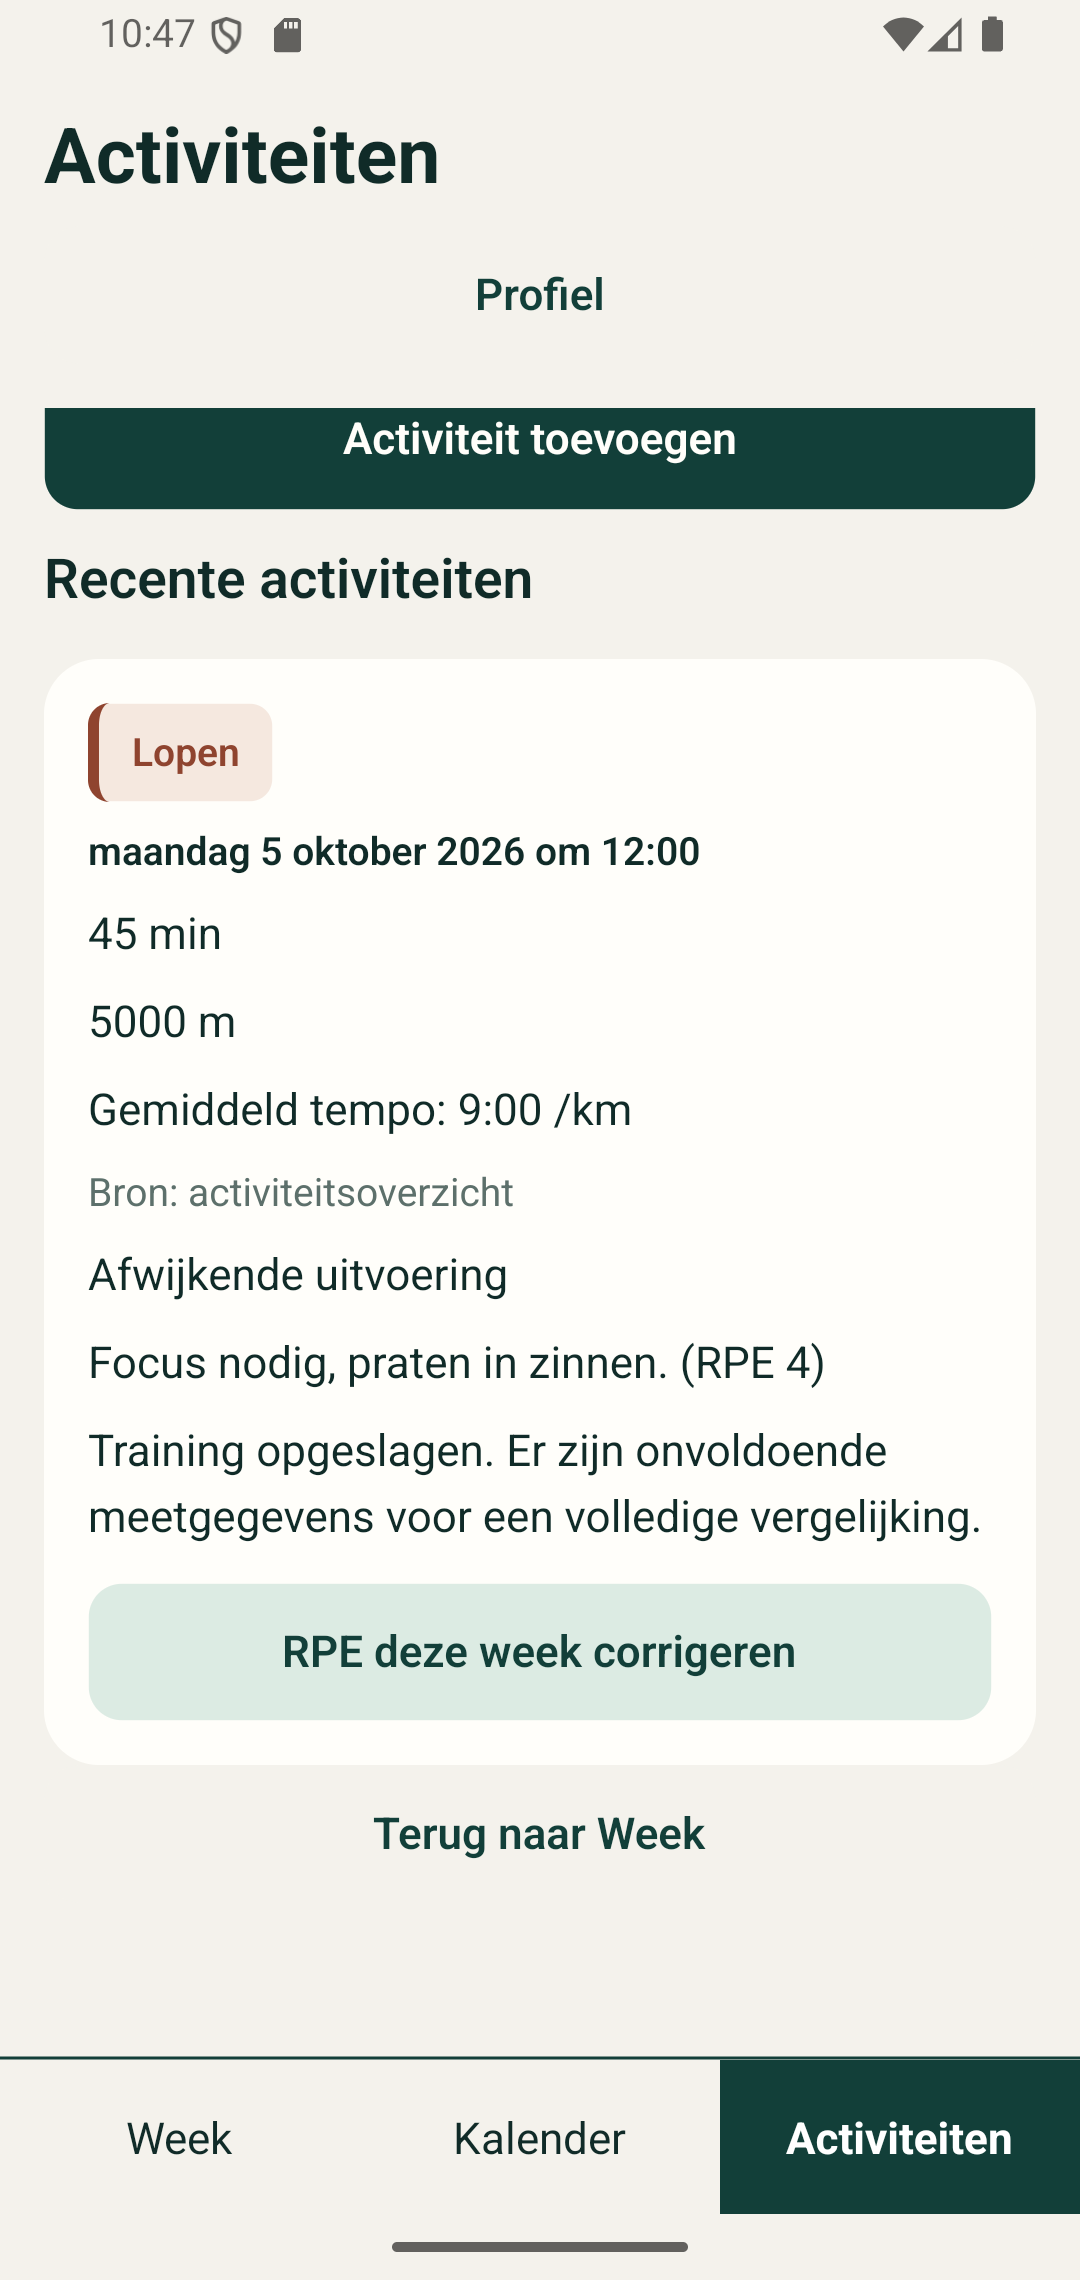 10:47
Activiteiten
Profiel
Activiteit toevoegen
Recente activiteiten
Lopen
maandag 5 oktober 2026 om 12:00
45 min
5000 m
Gemiddeld tempo: 9:00 /km
Bron: activiteitsoverzicht
Afwijkende uitvoering
Focus nodig, praten in zinnen. (RPE 4)
Training opgeslagen. Er zijn onvoldoende
meetgegevens voor een volledige vergelijking.
RPE deze week corrigeren
Terug naar Week
Week
Kalender
Activiteiten